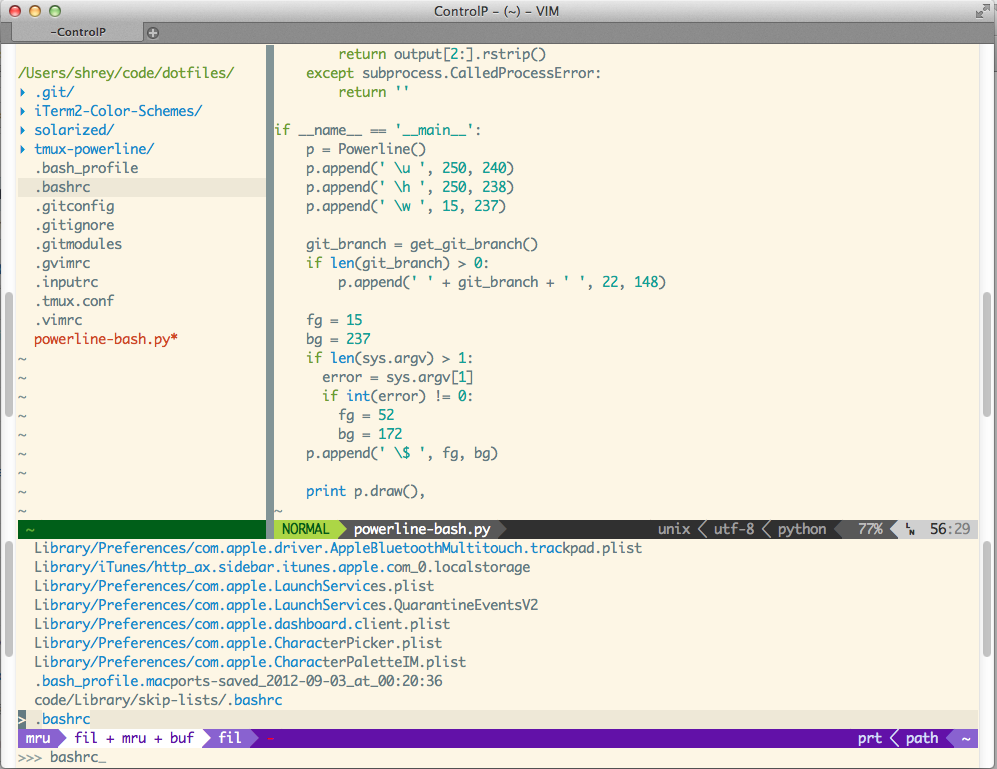 ControlP – (~) – VIM
~ControlP
/Users/shrey/code/dotfiles/
▸ .git/
▸ iTerm2-Color-Schemes/
▸ solarized/
▸ tmux-powerline/
.bash_profile
.bashrc
.gitconfig
.gitignore
.gitmodules
.gvimrc
.inputrc
.tmux.conf
.vimrc
powerline-bash.py*
~
~
~
~
~
~
~
~
~
~
        return output[2:].rstrip()
    except subprocess.CalledProcessError:
        return ''

if __name__ == '__main__':
    p = Powerline()
    p.append(' \u ', 250, 240)
    p.append(' \h ', 250, 238)
    p.append(' \w ', 15, 237)

    git_branch = get_git_branch()
    if len(git_branch) > 0:
        p.append(' ' + git_branch + ' ', 22, 148)

    fg = 15
    bg = 237
    if len(sys.argv) > 1:
      error = sys.argv[1]
      if int(error) != 0:
        fg = 52
        bg = 172
    p.append(' \$ ', fg, bg)

    print p.draw(),
~
NORMAL powerline-bash.py unix utf-8 python 77% LN 56:29
Library/Preferences/com.apple.driver.AppleBluetoothMultitouch.trackpad.plist
Library/iTunes/http_ax.sidebar.itunes.apple.com_0.localstorage
Library/Preferences/com.apple.LaunchServices.plist
Library/Preferences/com.apple.LaunchServices.QuarantineEventsV2
Library/Preferences/com.apple.dashboard.client.plist
Library/Preferences/com.apple.CharacterPicker.plist
Library/Preferences/com.apple.CharacterPaletteIM.plist
.bash_profile.macports-saved_2012-09-03_at_00:20:36
code/Library/skip-lists/.bashrc
> .bashrc
mru fil + mru + buf fil - prt path ~
>>> bashrc_